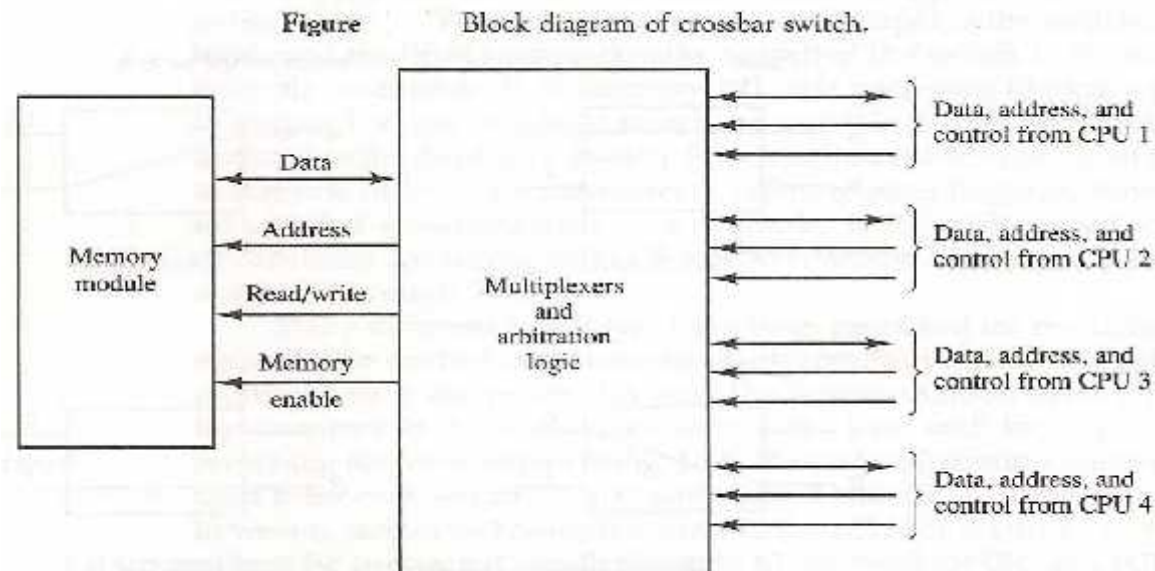 Figure Block diagram of crossbar switch.
Memory
module
Data
Address
Read/write
Memory
enable
Multiplexers
and
arbitration
logic
Data, address, and
control from CPU 1
Data, address, and
control from CPU 2
Data, address, and
control from CPU 3
Data, address, and
control from CPU 4